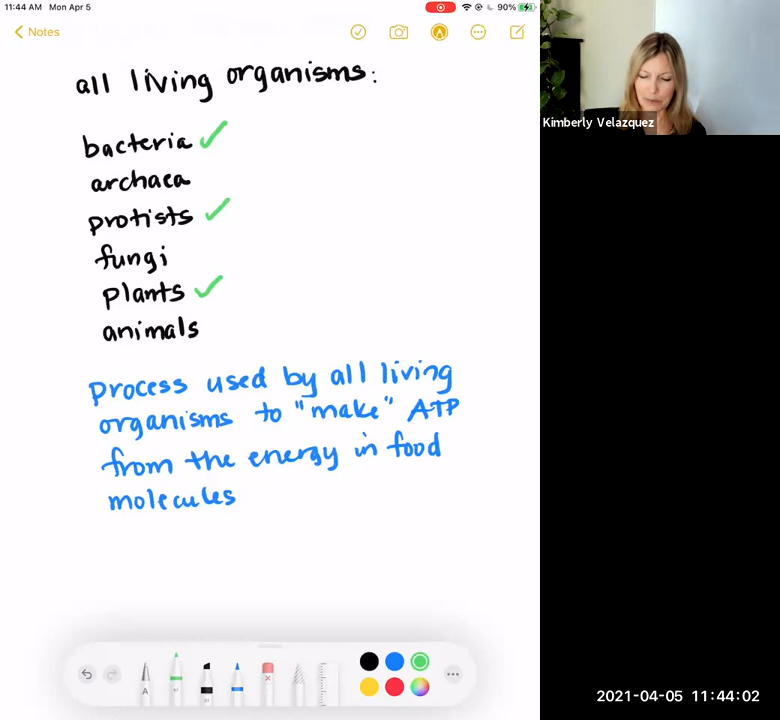 11:44 AM Mon Apr 5
90%
Notes
all living organisms:
bacteria ✓
archaea
protists ✓
fungi
plants ✓
animals
process used by all living
organisms to "make" ATP
from the energy in food
molecules
Kimberly Velazquez
2021-04-05 11:44:02